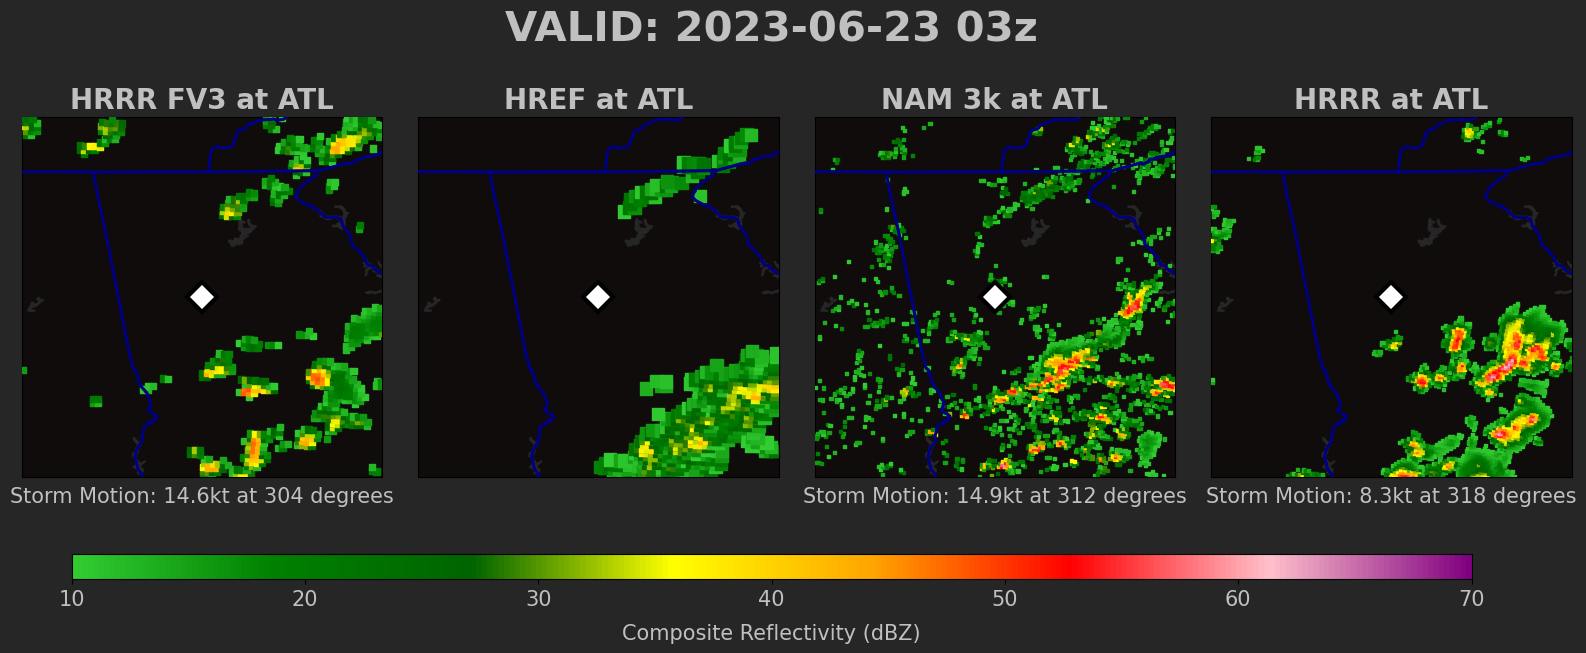 VALID: 2023-06-23 03z
HRRR FV3 at ATL
HREF at ATL
NAM 3k at ATL
HRRR at ATL
Storm Motion: 14.6kt at 304 degrees
Storm Motion: 14.9kt at 312 degrees
Storm Motion: 8.3kt at 318 degrees
10 20 30 40 50 60 70
Composite Reflectivity (dBZ)